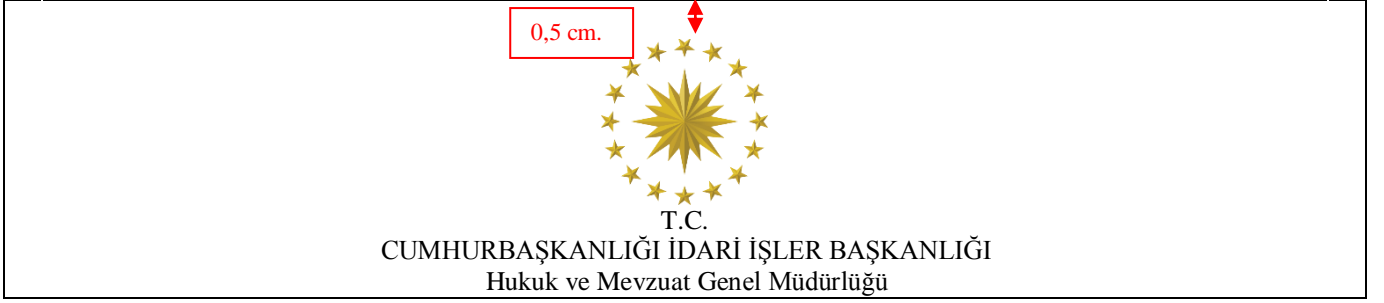 0,5 cm.
T.C.
CUMHURBAŞKANLIĞI İDARİ İŞLER BAŞKANLIĞI
Hukuk ve Mevzuat Genel Müdürlüğü